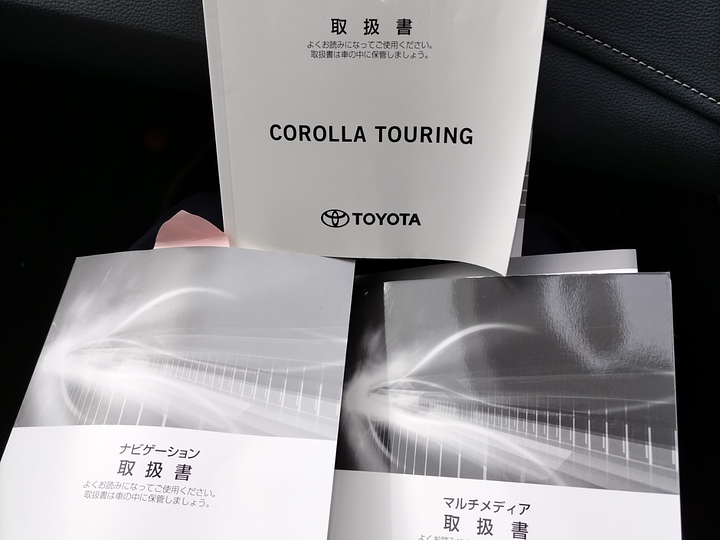 取扱書
よくお読みになってご使用ください。
取扱書は車の中に保管しましょう。
COROLLA TOURING
TOYOTA
ナビゲーション
取扱書
よくお読みになってご使用ください。
取扱書は車の中に保管しましょう。
マルチメディア
取扱書